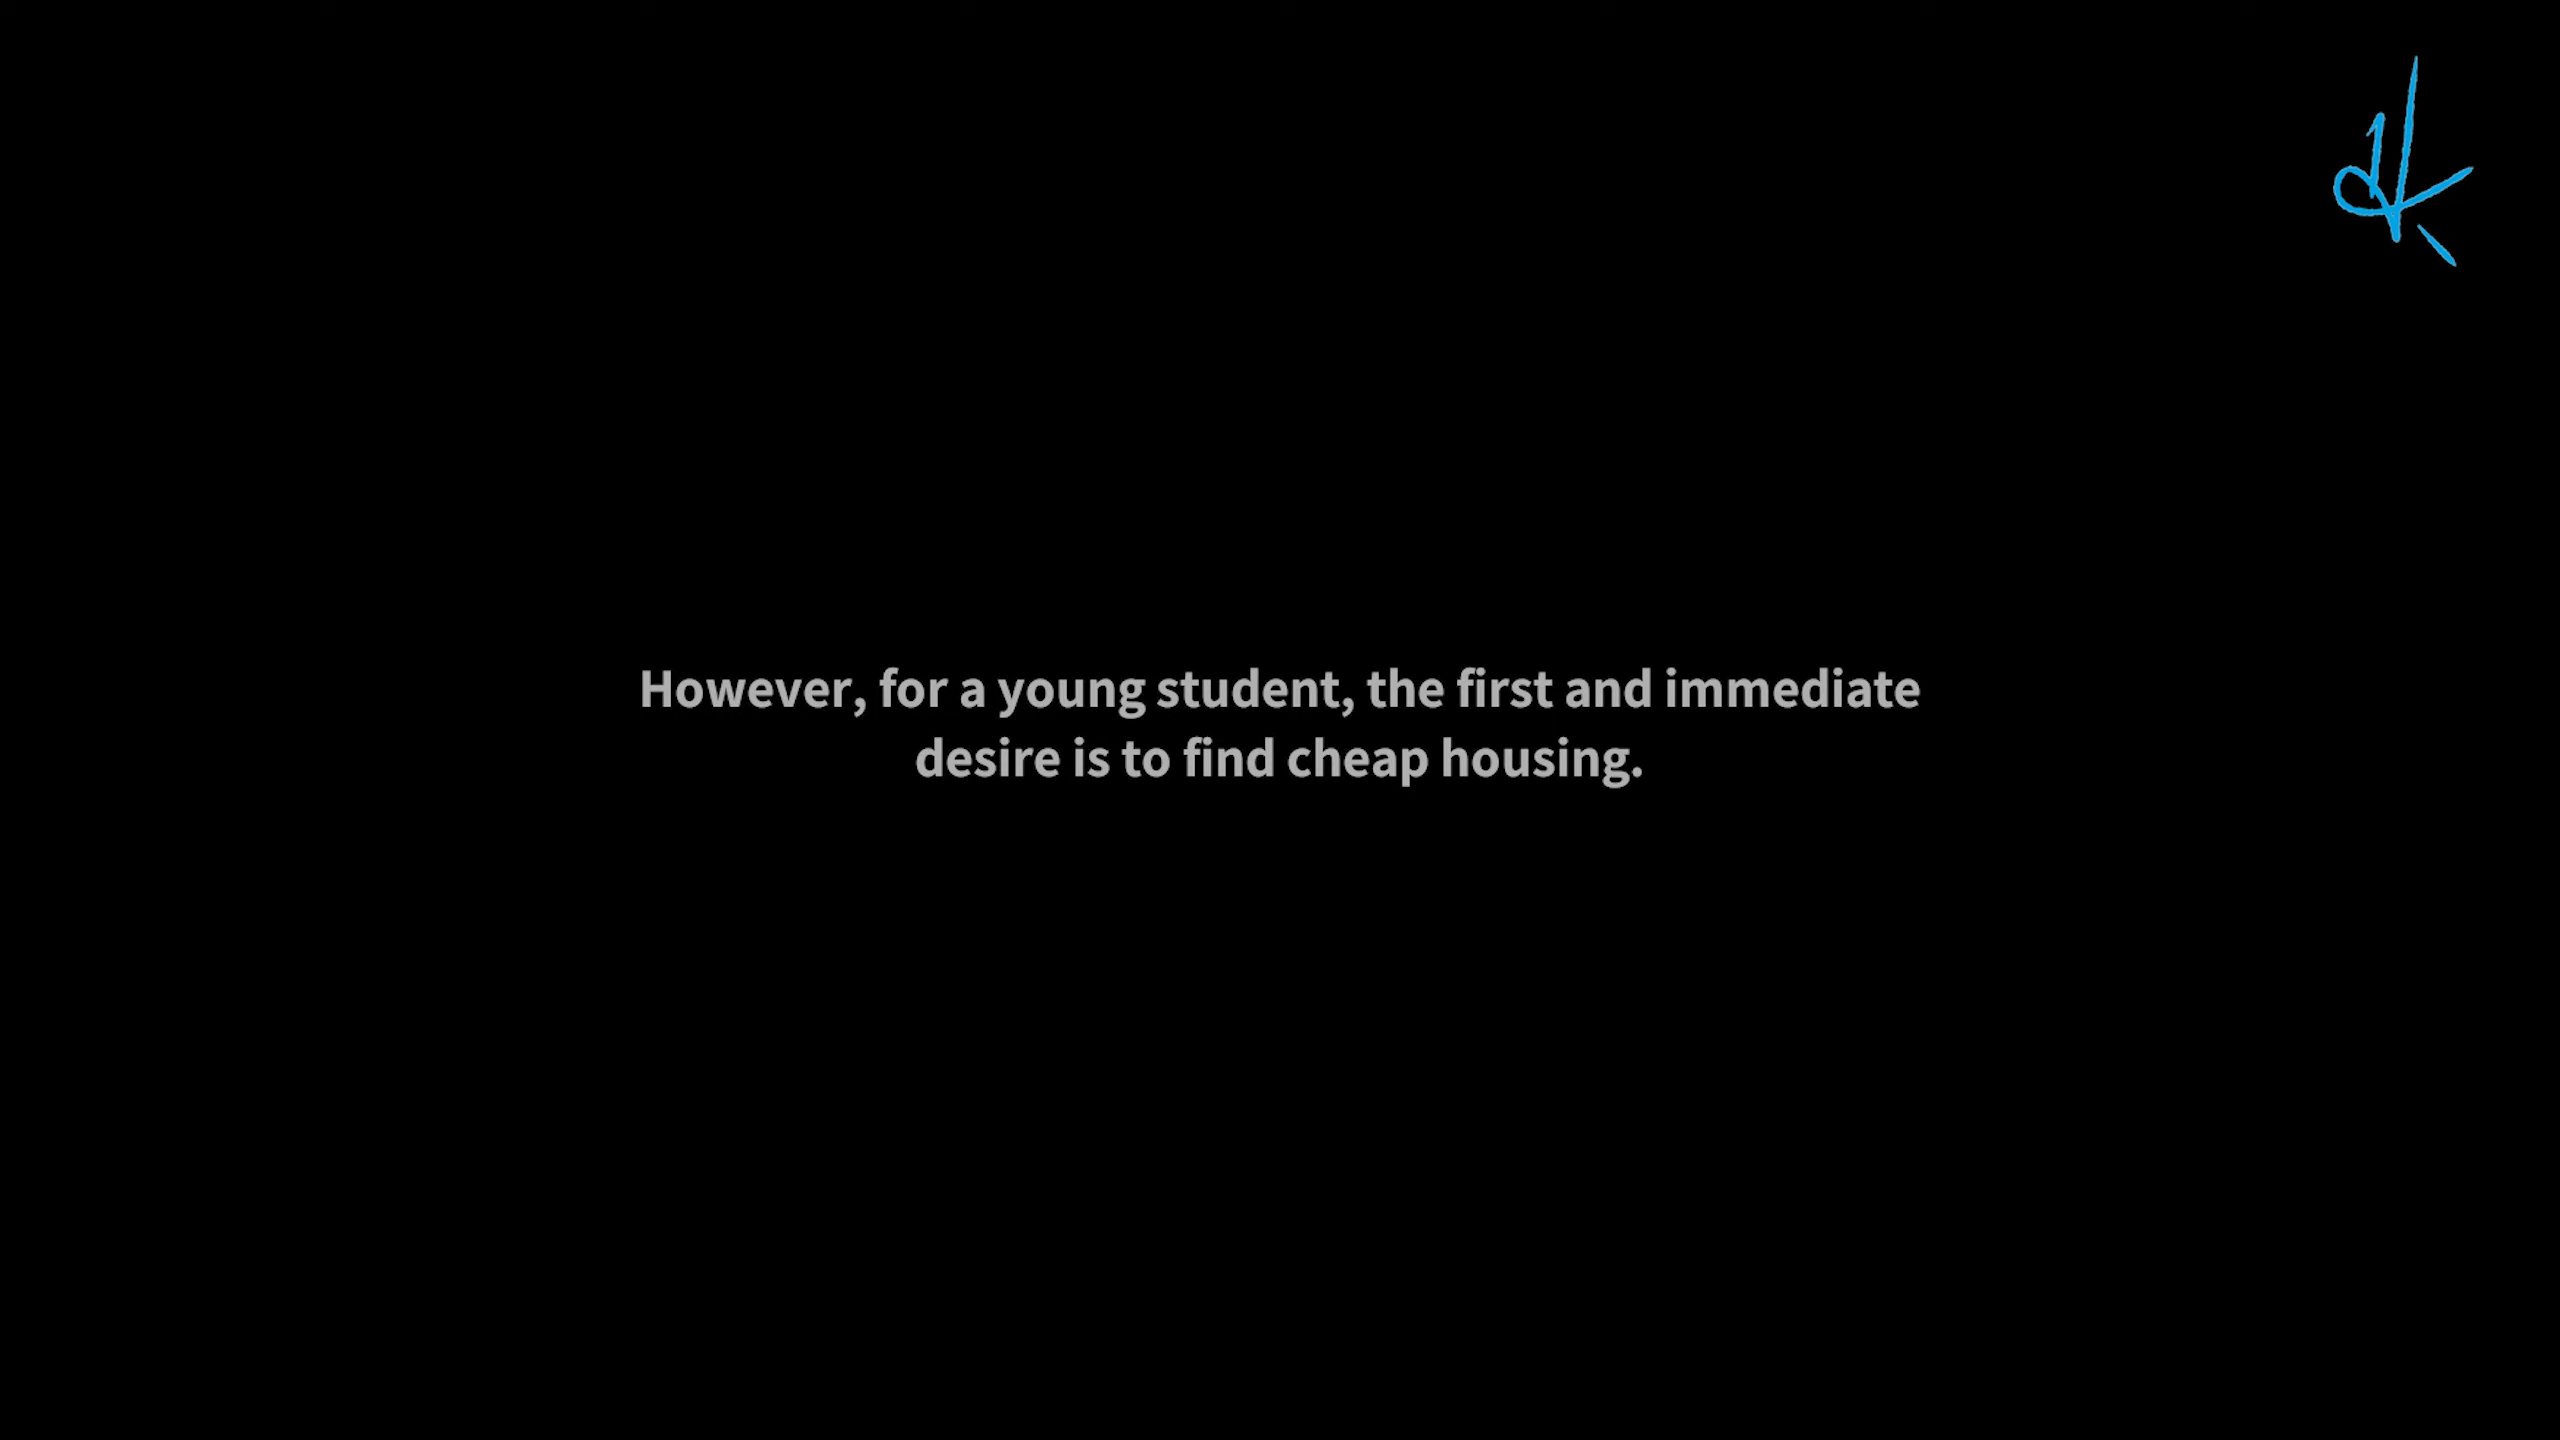 However, for a young student, the first and immediate
desire is to find cheap housing.